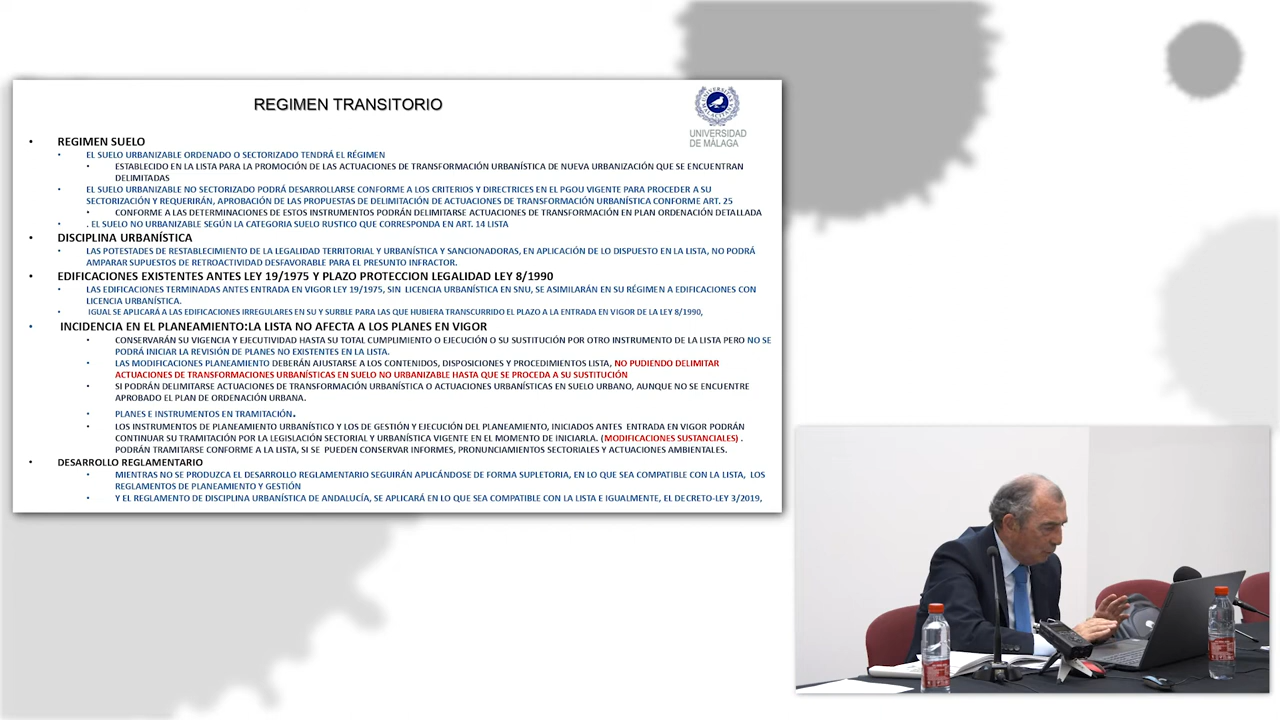 REGIMEN TRANSITORIO
UNIVERSIDAD
DE MÁLAGA
• REGIMEN SUELO
• EL SUELO URBANIZABLE ORDENADO O SECTORIZADO TENDRÁ EL RÉGIMEN
• ESTABLECIDO EN LA LISTA PARA LA PROMOCIÓN DE LAS ACTUACIONES DE TRANSFORMACIÓN URBANÍSTICA DE NUEVA URBANIZACIÓN QUE SE ENCUENTRAN
DELIMITADAS
• EL SUELO URBANIZABLE NO SECTORIZADO PODRÁ DESARROLLARSE CONFORME A LOS CRITERIOS Y DIRECTRICES EN EL PGOU VIGENTE PARA PROCEDER A SU
SECTORIZACIÓN Y REQUERIRÁN, APROBACIÓN DE LAS PROPUESTAS DE DELIMITACIÓN DE ACTUACIONES DE TRANSFORMACIÓN URBANÍSTICA CONFORME ART. 25
• CONFORME A LAS DETERMINACIONES DE ESTOS INSTRUMENTOS PODRÁN DELIMITARSE ACTUACIONES DE TRANSFORMACIÓN EN PLAN ORDENACIÓN DETALLADA
• . EL SUELO NO URBANIZABLE SEGÚN LA CATEGORIA SUELO RUSTICO QUE CORRESPONDA EN ART. 14 LISTA
• DISCIPLINA URBANÍSTICA
• LAS POTESTADES DE RESTABLECIMIENTO DE LA LEGALIDAD TERRITORIAL Y URBANÍSTICA Y SANCIONADORAS, EN APLICACIÓN DE LO DISPUESTO EN LA LISTA, NO PODRÁ
AMPARAR SUPUESTOS DE RETROACTIVIDAD DESFAVORABLE PARA EL PRESUNTO INFRACTOR.
• EDIFICACIONES EXISTENTES ANTES LEY 19/1975 Y PLAZO PROTECCION LEGALIDAD LEY 8/1990
• LAS EDIFICACIONES TERMINADAS ANTES ENTRADA EN VIGOR LEY 19/1975, SIN LICENCIA URBANÍSTICA EN SNU, SE ASIMILARÁN EN SU RÉGIMEN A EDIFICACIONES CON
LICENCIA URBANÍSTICA.
• IGUAL SE APLICARÁ A LAS EDIFICACIONES IRREGULARES EN SU Y SURBLE PARA LAS QUE HUBIERA TRANSCURRIDO EL PLAZO A LA ENTRADA EN VIGOR DE LA LEY 8/1990,
• INCIDENCIA EN EL PLANEAMIENTO:LA LISTA NO AFECTA A LOS PLANES EN VIGOR
• CONSERVARÁN SU VIGENCIA Y EJECUTIVIDAD HASTA SU TOTAL CUMPLIMIENTO O EJECUCIÓN O SU SUSTITUCIÓN POR OTRO INSTRUMENTO DE LA LISTA PERO NO SE
PODRÁ INICIAR LA REVISIÓN DE PLANES NO EXISTENTES EN LA LISTA.
• LAS MODIFICACIONES PLANEAMIENTO DEBERÁN AJUSTARSE A LOS CONTENIDOS, DISPOSICIONES Y PROCEDIMIENTOS LISTA, NO PUDIENDO DELIMITAR
ACTUACIONES DE TRANSFORMACIONES URBANÍSTICAS EN SUELO NO URBANIZABLE HASTA QUE SE PROCEDA A SU SUSTITUCIÓN
• SI PODRÁN DELIMITARSE ACTUACIONES DE TRANSFORMACIÓN URBANÍSTICA O ACTUACIONES URBANÍSTICAS EN SUELO URBANO, AUNQUE NO SE ENCUENTRE
APROBADO EL PLAN DE ORDENACIÓN URBANA.
• PLANES E INSTRUMENTOS EN TRAMITACIÓN.
• LOS INSTRUMENTOS DE PLANEAMIENTO URBANÍSTICO Y LOS DE GESTIÓN Y EJECUCIÓN DEL PLANEAMIENTO, INICIADOS ANTES ENTRADA EN VIGOR PODRÁN
CONTINUAR SU TRAMITACIÓN POR LA LEGISLACIÓN SECTORIAL Y URBANÍSTICA VIGENTE EN EL MOMENTO DE INICIARLA. (MODIFICACIONES SUSTANCIALES) .
PODRÁN TRAMITARSE CONFORME A LA LISTA, SI SE PUEDEN CONSERVAR INFORMES, PRONUNCIAMIENTOS SECTORIALES Y ACTUACIONES AMBIENTALES.
• DESARROLLO REGLAMENTARIO
• MIENTRAS NO SE PRODUZCA EL DESARROLLO REGLAMENTARIO SEGUIRÁN APLICÁNDOSE DE FORMA SUPLETORIA, EN LO QUE SEA COMPATIBLE CON LA LISTA, LOS
REGLAMENTOS DE PLANEAMIENTO Y GESTIÓN
• Y EL REGLAMENTO DE DISCIPLINA URBANÍSTICA DE ANDALUCÍA, SE APLICARÁ EN LO QUE SEA COMPATIBLE CON LA LISTA E IGUALMENTE, EL DECRETO-LEY 3/2019,